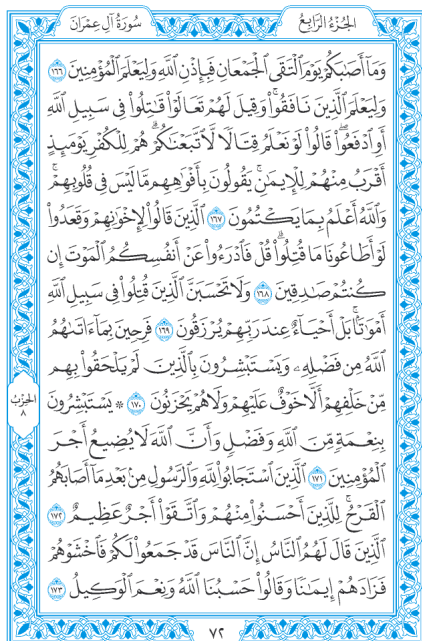 الجُزْءُ الرَّابِعُ
سُورَةُ آلِ عِمْرَانَ
وَمَآ أَصَٰبَكُمْ يَوْمَ ٱلْتَقَى ٱلْجَمْعَانِ فَبِإِذْنِ ٱللَّهِ وَلِيَعْلَمَ ٱلْمُؤْمِنِينَ ١٦٦
وَلِيَعْلَمَ ٱلَّذِينَ نَافَقُوا۟ۚ وَقِيلَ لَهُمْ تَعَالَوْا۟ قَٰتِلُوا۟ فِى سَبِيلِ ٱللَّهِ
أَوِ ٱدْفَعُوا۟ۖ قَالُوا۟ لَوْ نَعْلَمُ قِتَالًا لَّٱتَّبَعْنَٰكُمْۗ هُمْ لِلْكُفْرِ يَوْمَئِذٍ
أَقْرَبُ مِنْهُمْ لِلْإِيمَٰنِۚ يَقُولُونَ بِأَفْوَٰهِهِم مَّا لَيْسَ فِى قُلُوبِهِمْۚ
وَٱللَّهُ أَعْلَمُ بِمَا يَكْتُمُونَ ١٦٧ ٱلَّذِينَ قَالُوا۟ لِإِخْوَٰنِهِمْ وَقَعَدُوا۟
لَوْ أَطَاعُونَا مَا قُتِلُوا۟ۗ قُلْ فَٱدْرَءُوا۟ عَنْ أَنفُسِكُمُ ٱلْمَوْتَ إِن
كُنتُمْ صَٰدِقِينَ ١٦٨ وَلَا تَحْسَبَنَّ ٱلَّذِينَ قُتِلُوا۟ فِى سَبِيلِ ٱللَّهِ
أَمْوَٰتًۢاۚ بَلْ أَحْيَآءٌ عِندَ رَبِّهِمْ يُرْزَقُونَ ١٦٩ فَرِحِينَ بِمَآ ءَاتَىٰهُمُ
ٱللَّهُ مِن فَضْلِهِۦ وَيَسْتَبْشِرُونَ بِٱلَّذِينَ لَمْ يَلْحَقُوا۟ بِهِم
مِّنْ خَلْفِهِمْ أَلَّا خَوْفٌ عَلَيْهِمْ وَلَا هُمْ يَحْزَنُونَ ١٧٠ ۞ يَسْتَبْشِرُونَ
بِنِعْمَةٍ مِّنَ ٱللَّهِ وَفَضْلٍ وَأَنَّ ٱللَّهَ لَا يُضِيعُ أَجْرَ
ٱلْمُؤْمِنِينَ ١٧١ ٱلَّذِينَ ٱسْتَجَابُوا۟ لِلَّهِ وَٱلرَّسُولِ مِنۢ بَعْدِ مَآ أَصَابَهُمُ
ٱلْقَرْحُۚ لِلَّذِينَ أَحْسَنُوا۟ مِنْهُمْ وَٱتَّقَوْا۟ أَجْرٌ عَظِيمٌ ١٧٢
ٱلَّذِينَ قَالَ لَهُمُ ٱلنَّاسُ إِنَّ ٱلنَّاسَ قَدْ جَمَعُوا۟ لَكُمْ فَٱخْشَوْهُمْ
فَزَادَهُمْ إِيمَٰنًا وَقَالُوا۟ حَسْبُنَا ٱللَّهُ وَنِعْمَ ٱلْوَكِيلُ ١٧٣
الحِزْبُ
٨
٧٢